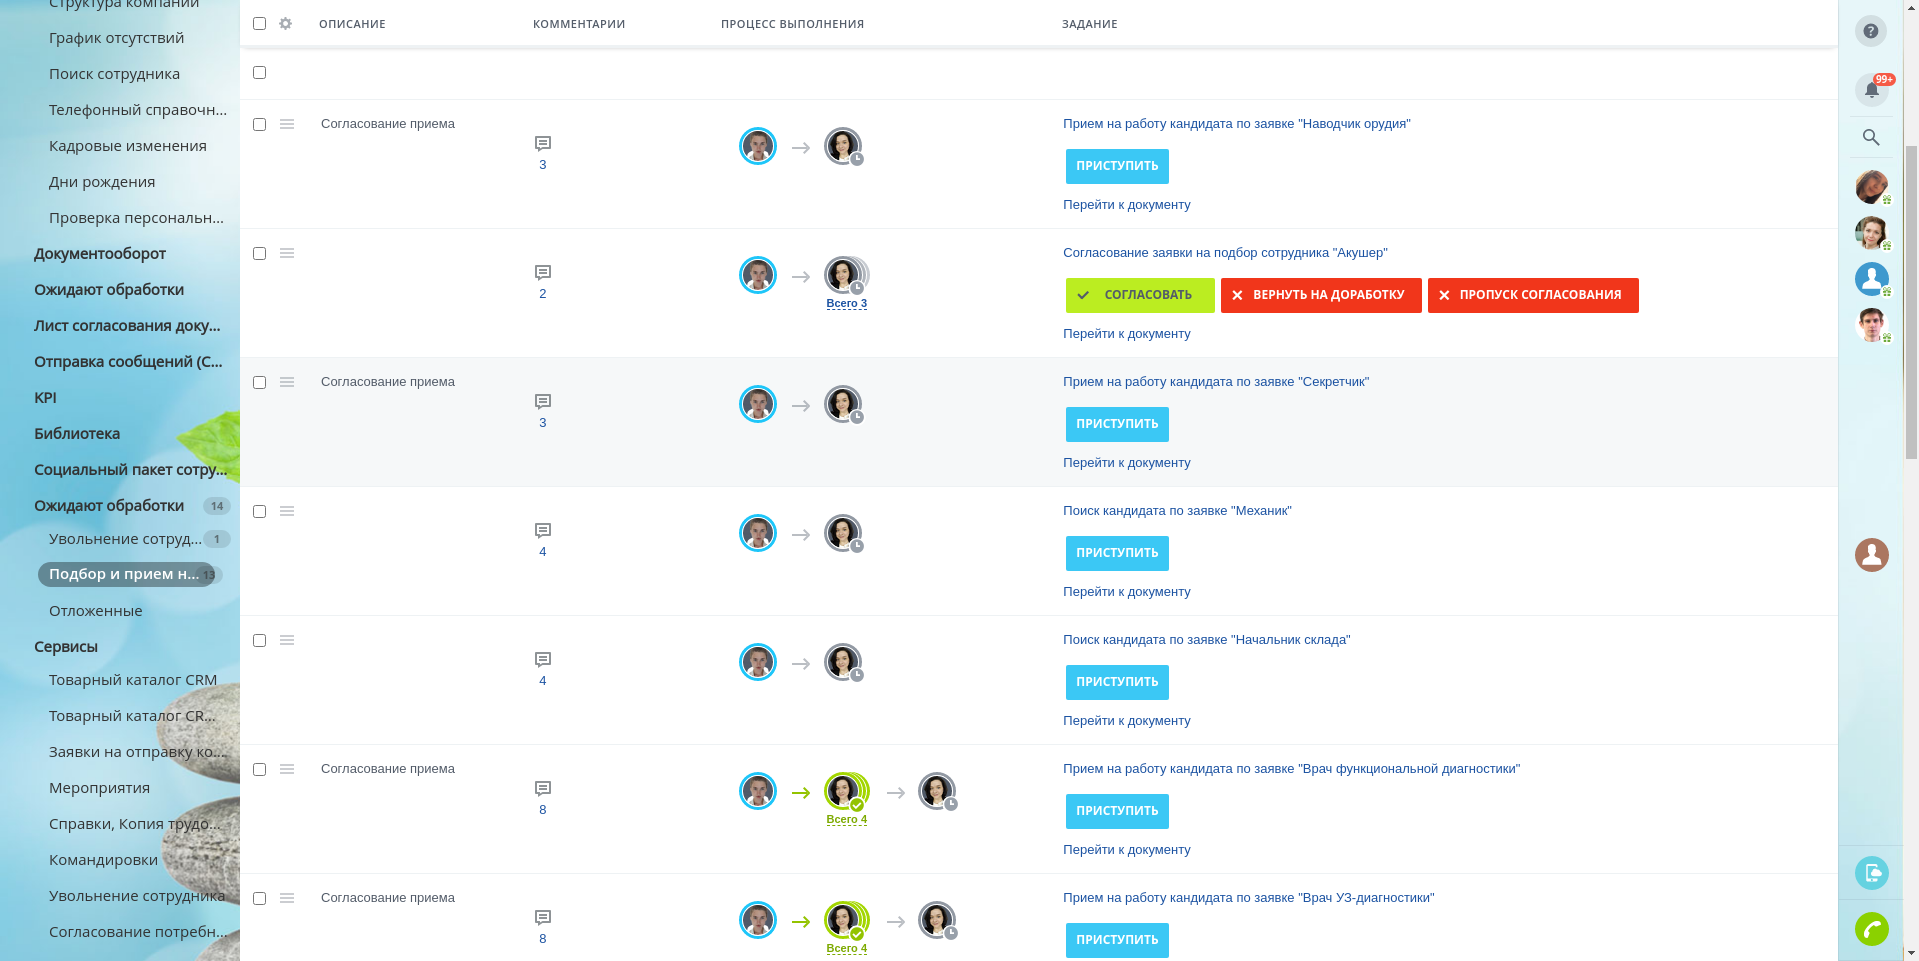 Структура компании
График отсутствий
Поиск сотрудника
Телефонный справочн...
Кадровые изменения
Дни рождения
Проверка персональн...
Документооборот
Ожидают обработки
Лист согласования доку...
Отправка сообщений (С...
KPI
Библиотека
Социальный пакет сотру...
Ожидают обработки 14
Увольнение сотруд... 1
Подбор и прием н... 13
Отложенные
Сервисы
Товарный каталог CRM
Товарный каталог CR...
Заявки на отправку ко...
Мероприятия
Справки, Копия трудо...
Командировки
Увольнение сотрудника
Согласование потребн...
ОПИСАНИЕ КОММЕНТАРИИ ПРОЦЕСС ВЫПОЛНЕНИЯ ЗАДАНИЕ
Согласование приема
3
Прием на работу кандидата по заявке "Наводчик орудия"
ПРИСТУПИТЬ
Перейти к документу
2
Всего 3
Согласование заявки на подбор сотрудника "Акушер"
СОГЛАСОВАТЬ ВЕРНУТЬ НА ДОРАБОТКУ ПРОПУСК СОГЛАСОВАНИЯ
Перейти к документу
Согласование приема
3
Прием на работу кандидата по заявке "Секретчик"
ПРИСТУПИТЬ
Перейти к документу
4
Поиск кандидата по заявке "Механик"
ПРИСТУПИТЬ
Перейти к документу
4
Поиск кандидата по заявке "Начальник склада"
ПРИСТУПИТЬ
Перейти к документу
Согласование приема
8
Всего 4
Прием на работу кандидата по заявке "Врач функциональной диагностики"
ПРИСТУПИТЬ
Перейти к документу
Согласование приема
8
Всего 4
Прием на работу кандидата по заявке "Врач УЗ-диагностики"
ПРИСТУПИТЬ
?
99+